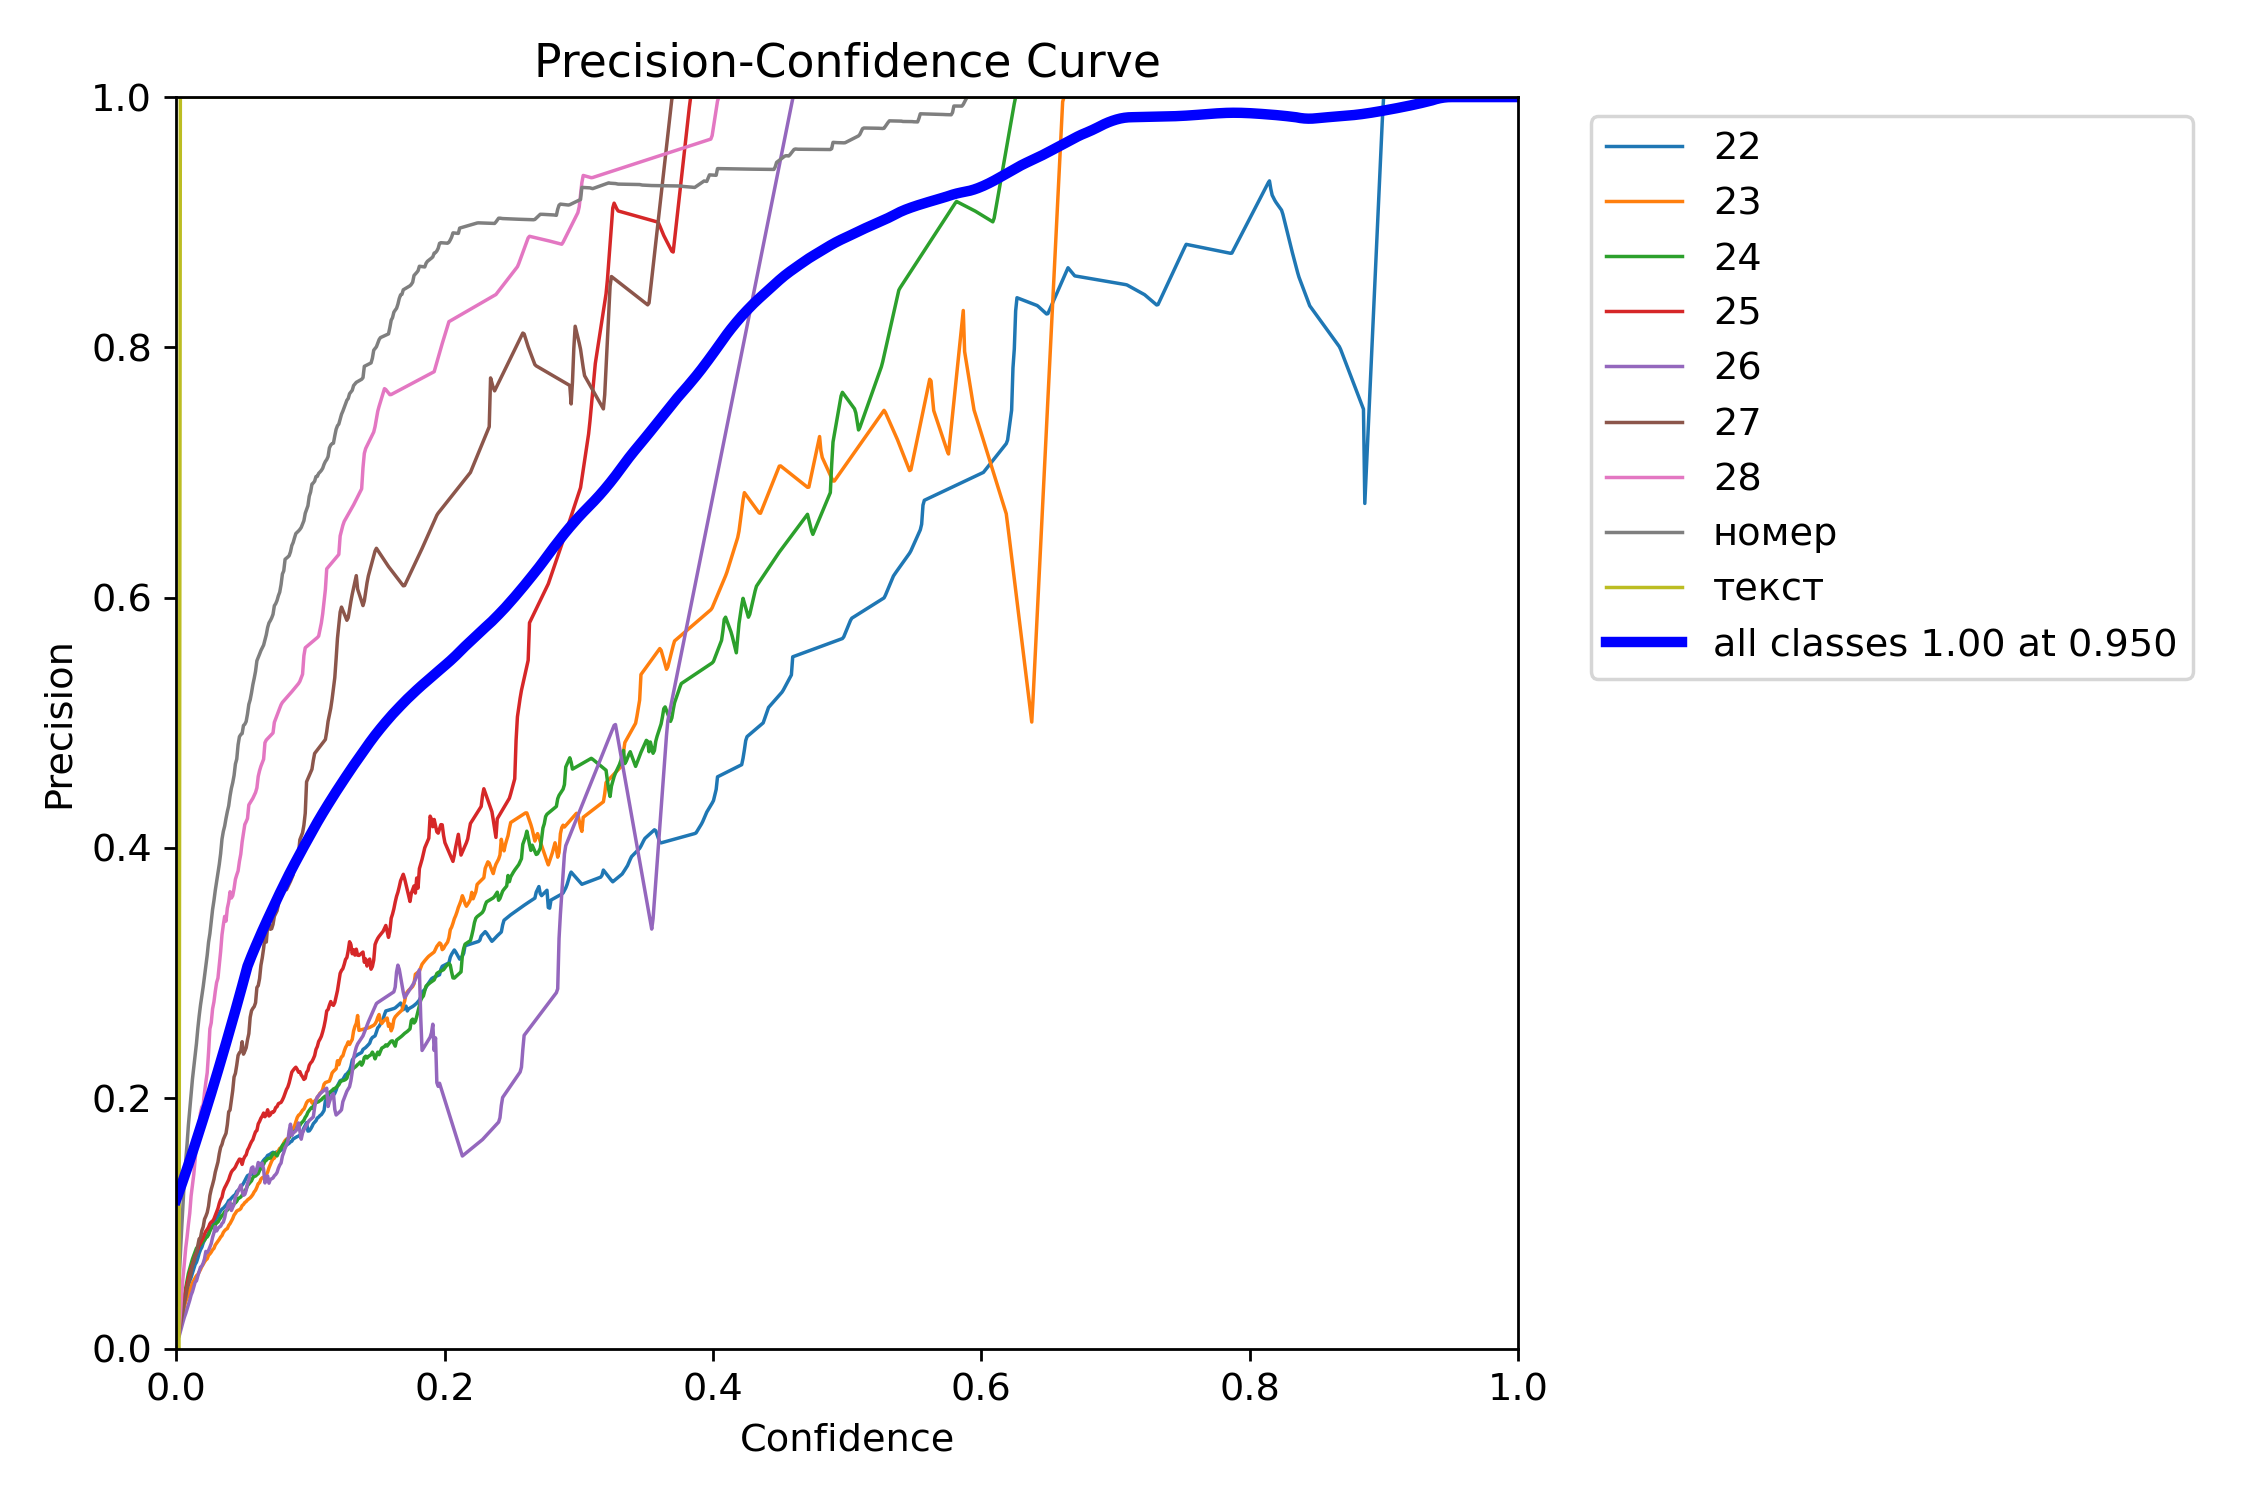 Precision-Confidence Curve
1.0
0.8
0.6
0.4
0.2
0.0
Precision
0.0 0.2 0.4 0.6 0.8 1.0
Confidence
22
23
24
25
26
27
28
номер
текст
all classes 1.00 at 0.950